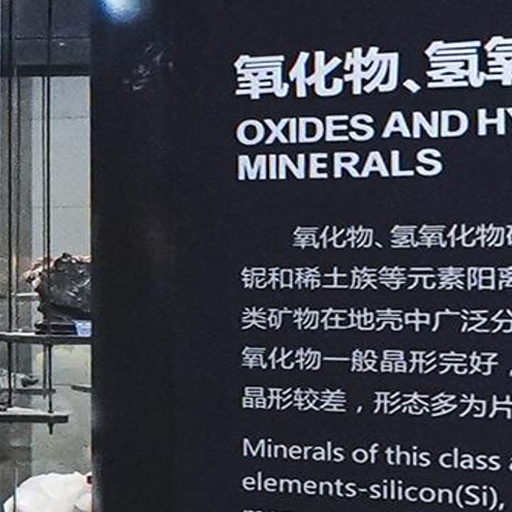 氧化物、氢氧
OXIDES AND HY
MINERALS
氧化物、氢氧化物矿
铌和稀土族等元素阳离
类矿物在地壳中广泛分
氧化物一般晶形完好，
晶形较差，形态多为片
Minerals of this class a
elements-silicon(Si),